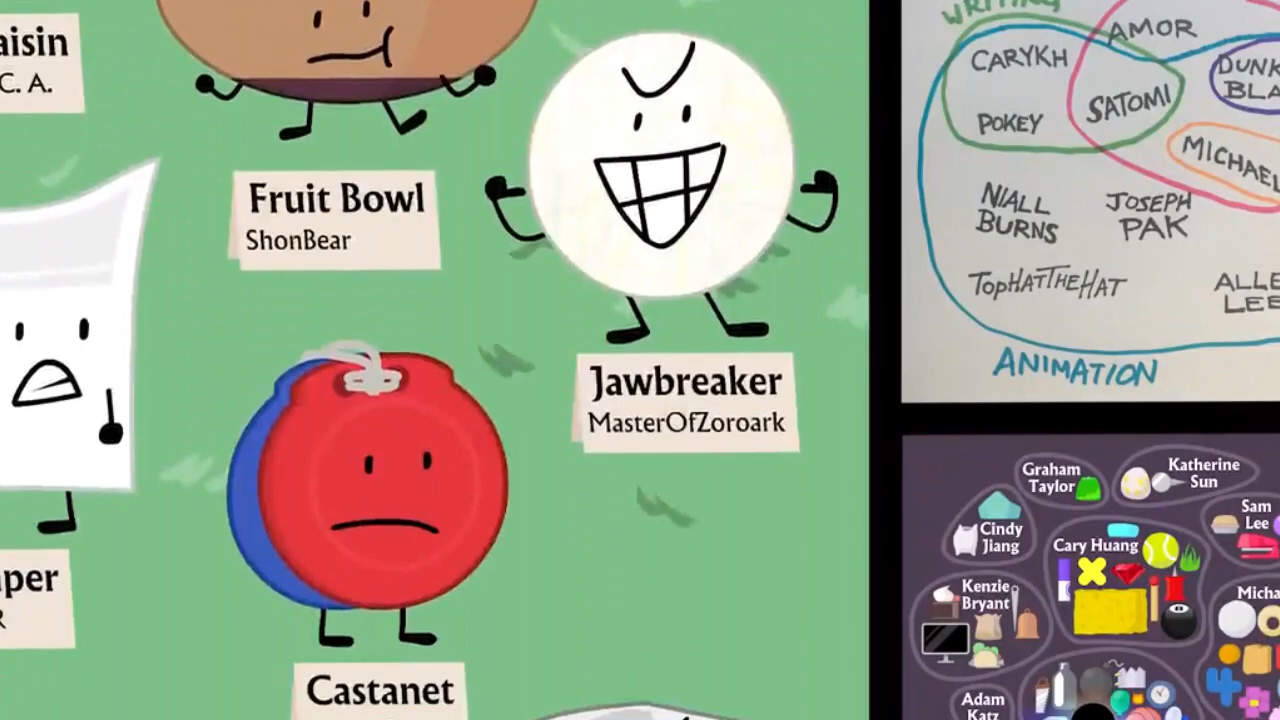 aisin
C. A.
Fruit Bowl
ShonBear
Jawbreaker
MasterOfZoroark
aper
R
Castanet
WRITING
AMOR
CARYKH
DUNK
BLA
SATOMI
POKEY
MICHAEL
NIALL
BURNS
JOSEPH
PAK
TopHatTheHat
ALLE
LEE
ANIMATION
Graham
Taylor
Katherine
Sun
Cindy
Jiang
Sam
Lee
Cary Huang
Kenzie
Bryant
Micha
Adam
Katz